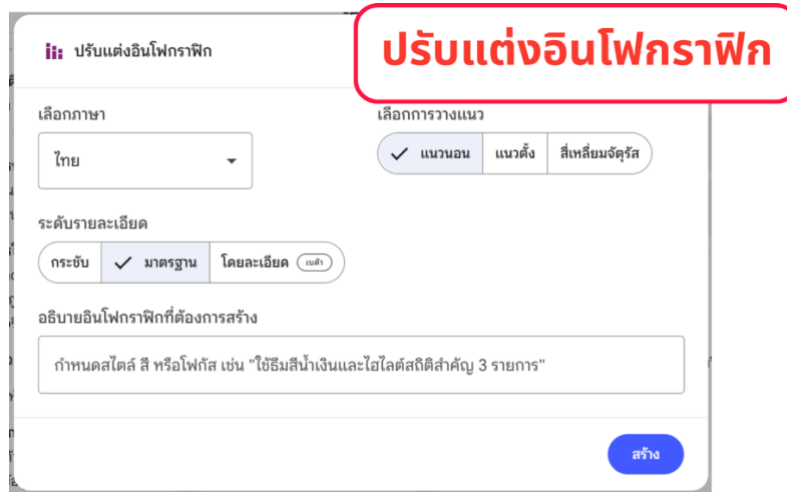 ปรับแต่งอินโฟกราฟิก
ปรับแต่งอินโฟกราฟิก
เลือกภาษา
เลือกการวางแนว
ไทย
แนวนอน แนวตั้ง สี่เหลี่ยมจัตุรัส
ระดับรายละเอียด
กระชับ มาตรฐาน โดยละเอียด เบต้า
อธิบายอินโฟกราฟิกที่ต้องการสร้าง
กำหนดสไตล์ สี หรือโฟกัส เช่น "ใช้ธีมสีน้ำเงินและไฮไลต์สถิติสำคัญ 3 รายการ"
สร้าง